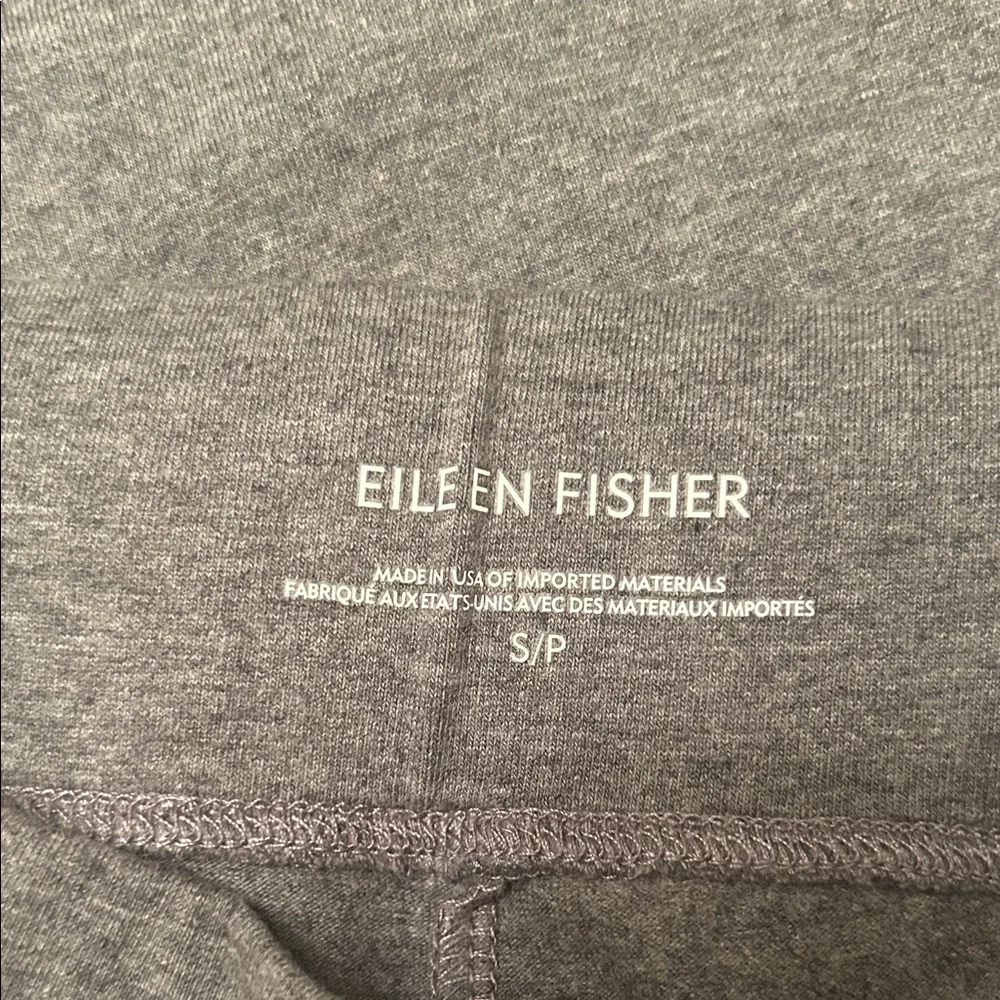 EILEEN FISHER
MADE IN USA OF IMPORTED MATERIALS
FABRIQUÉ AUX ETATS-UNIS AVEC DES MATERIAUX IMPORTÉS
S/P